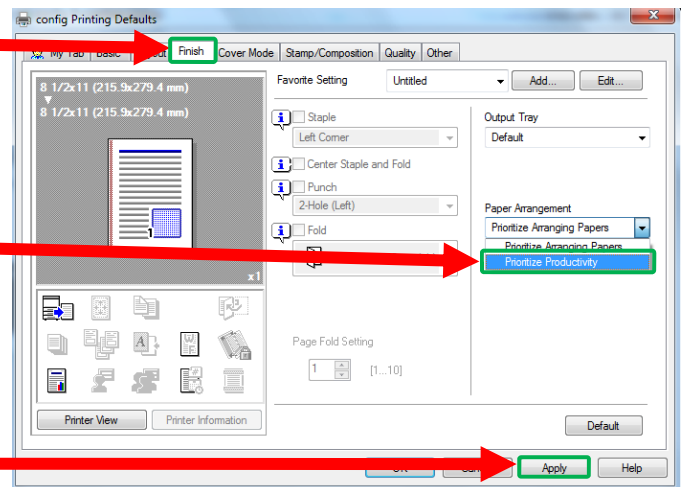 config Printing Defaults
My Tab Basic Finish Cover Mode Stamp/Composition Quality Other
8 1/2x11 (215.9x279.4 mm)
8 1/2x11 (215.9x279.4 mm)
1
x1
Printer View Printer Information
Favorite Setting Untitled Add... Edit...
Staple
Left Corner
Center Staple and Fold
Punch
2-Hole (Left)
Fold
Page Fold Setting
1 [1...10]
Output Tray
Default
Paper Arrangement
Prioritize Arranging Papers
Prioritize Arranging Papers
Prioritize Productivity
Default
Apply Help